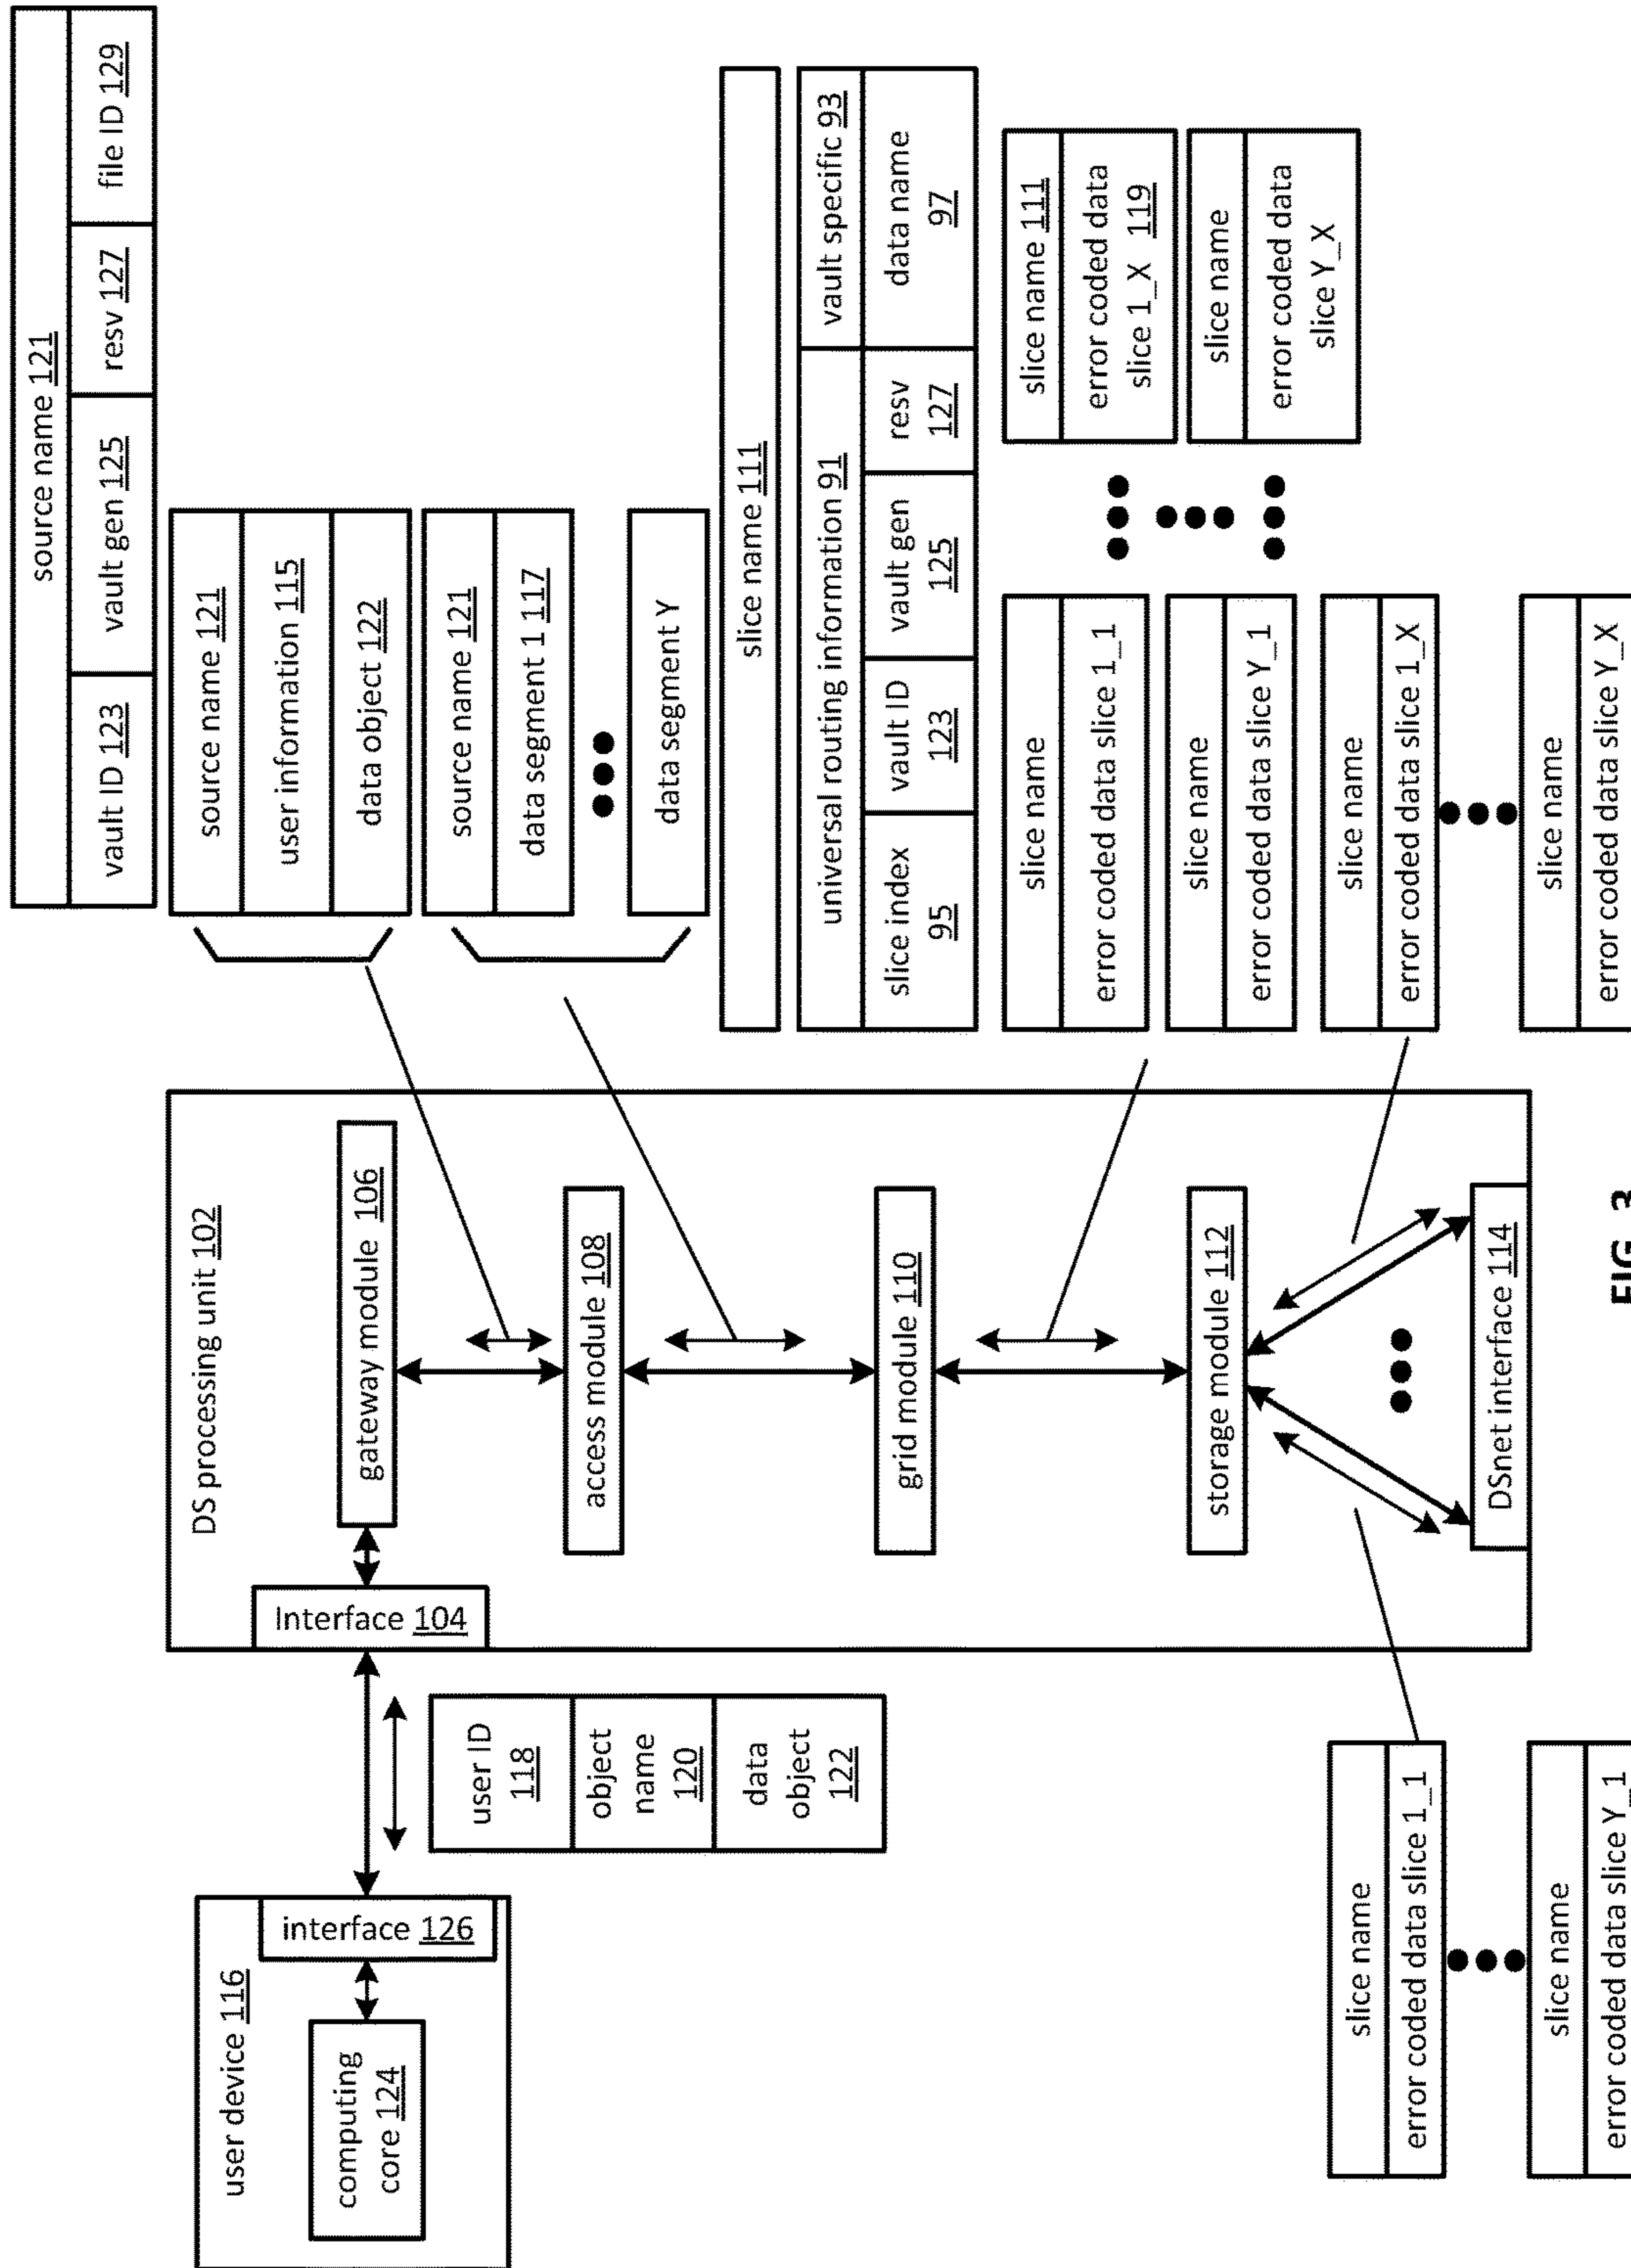 user device 116
computing
core 124
interface 126
user ID
118
object
name
120
data
object
122
DS processing unit 102
Interface 104
gateway module 106
access module 108
grid module 110
storage module 112
DSnet interface 114
source name 121
vault ID 123
vault gen 125
resv 127
file ID 129
source name 121
user information 115
data object 122
source name 121
data segment 1 117
data segment Y
slice name 111
universal routing information 91
vault specific 93
slice index
95
vault ID
123
vault gen
125
resv
127
data name
97
slice name
error coded data slice 1_1
slice name
error coded data slice Y_1
slice name 111
error coded data
slice 1_X 119
slice name
error coded data
slice Y_X
slice name
error coded data slice 1_X
slice name
error coded data slice Y_X
slice name
error coded data slice 1_1
slice name
error coded data slice Y_1
FIG. 3